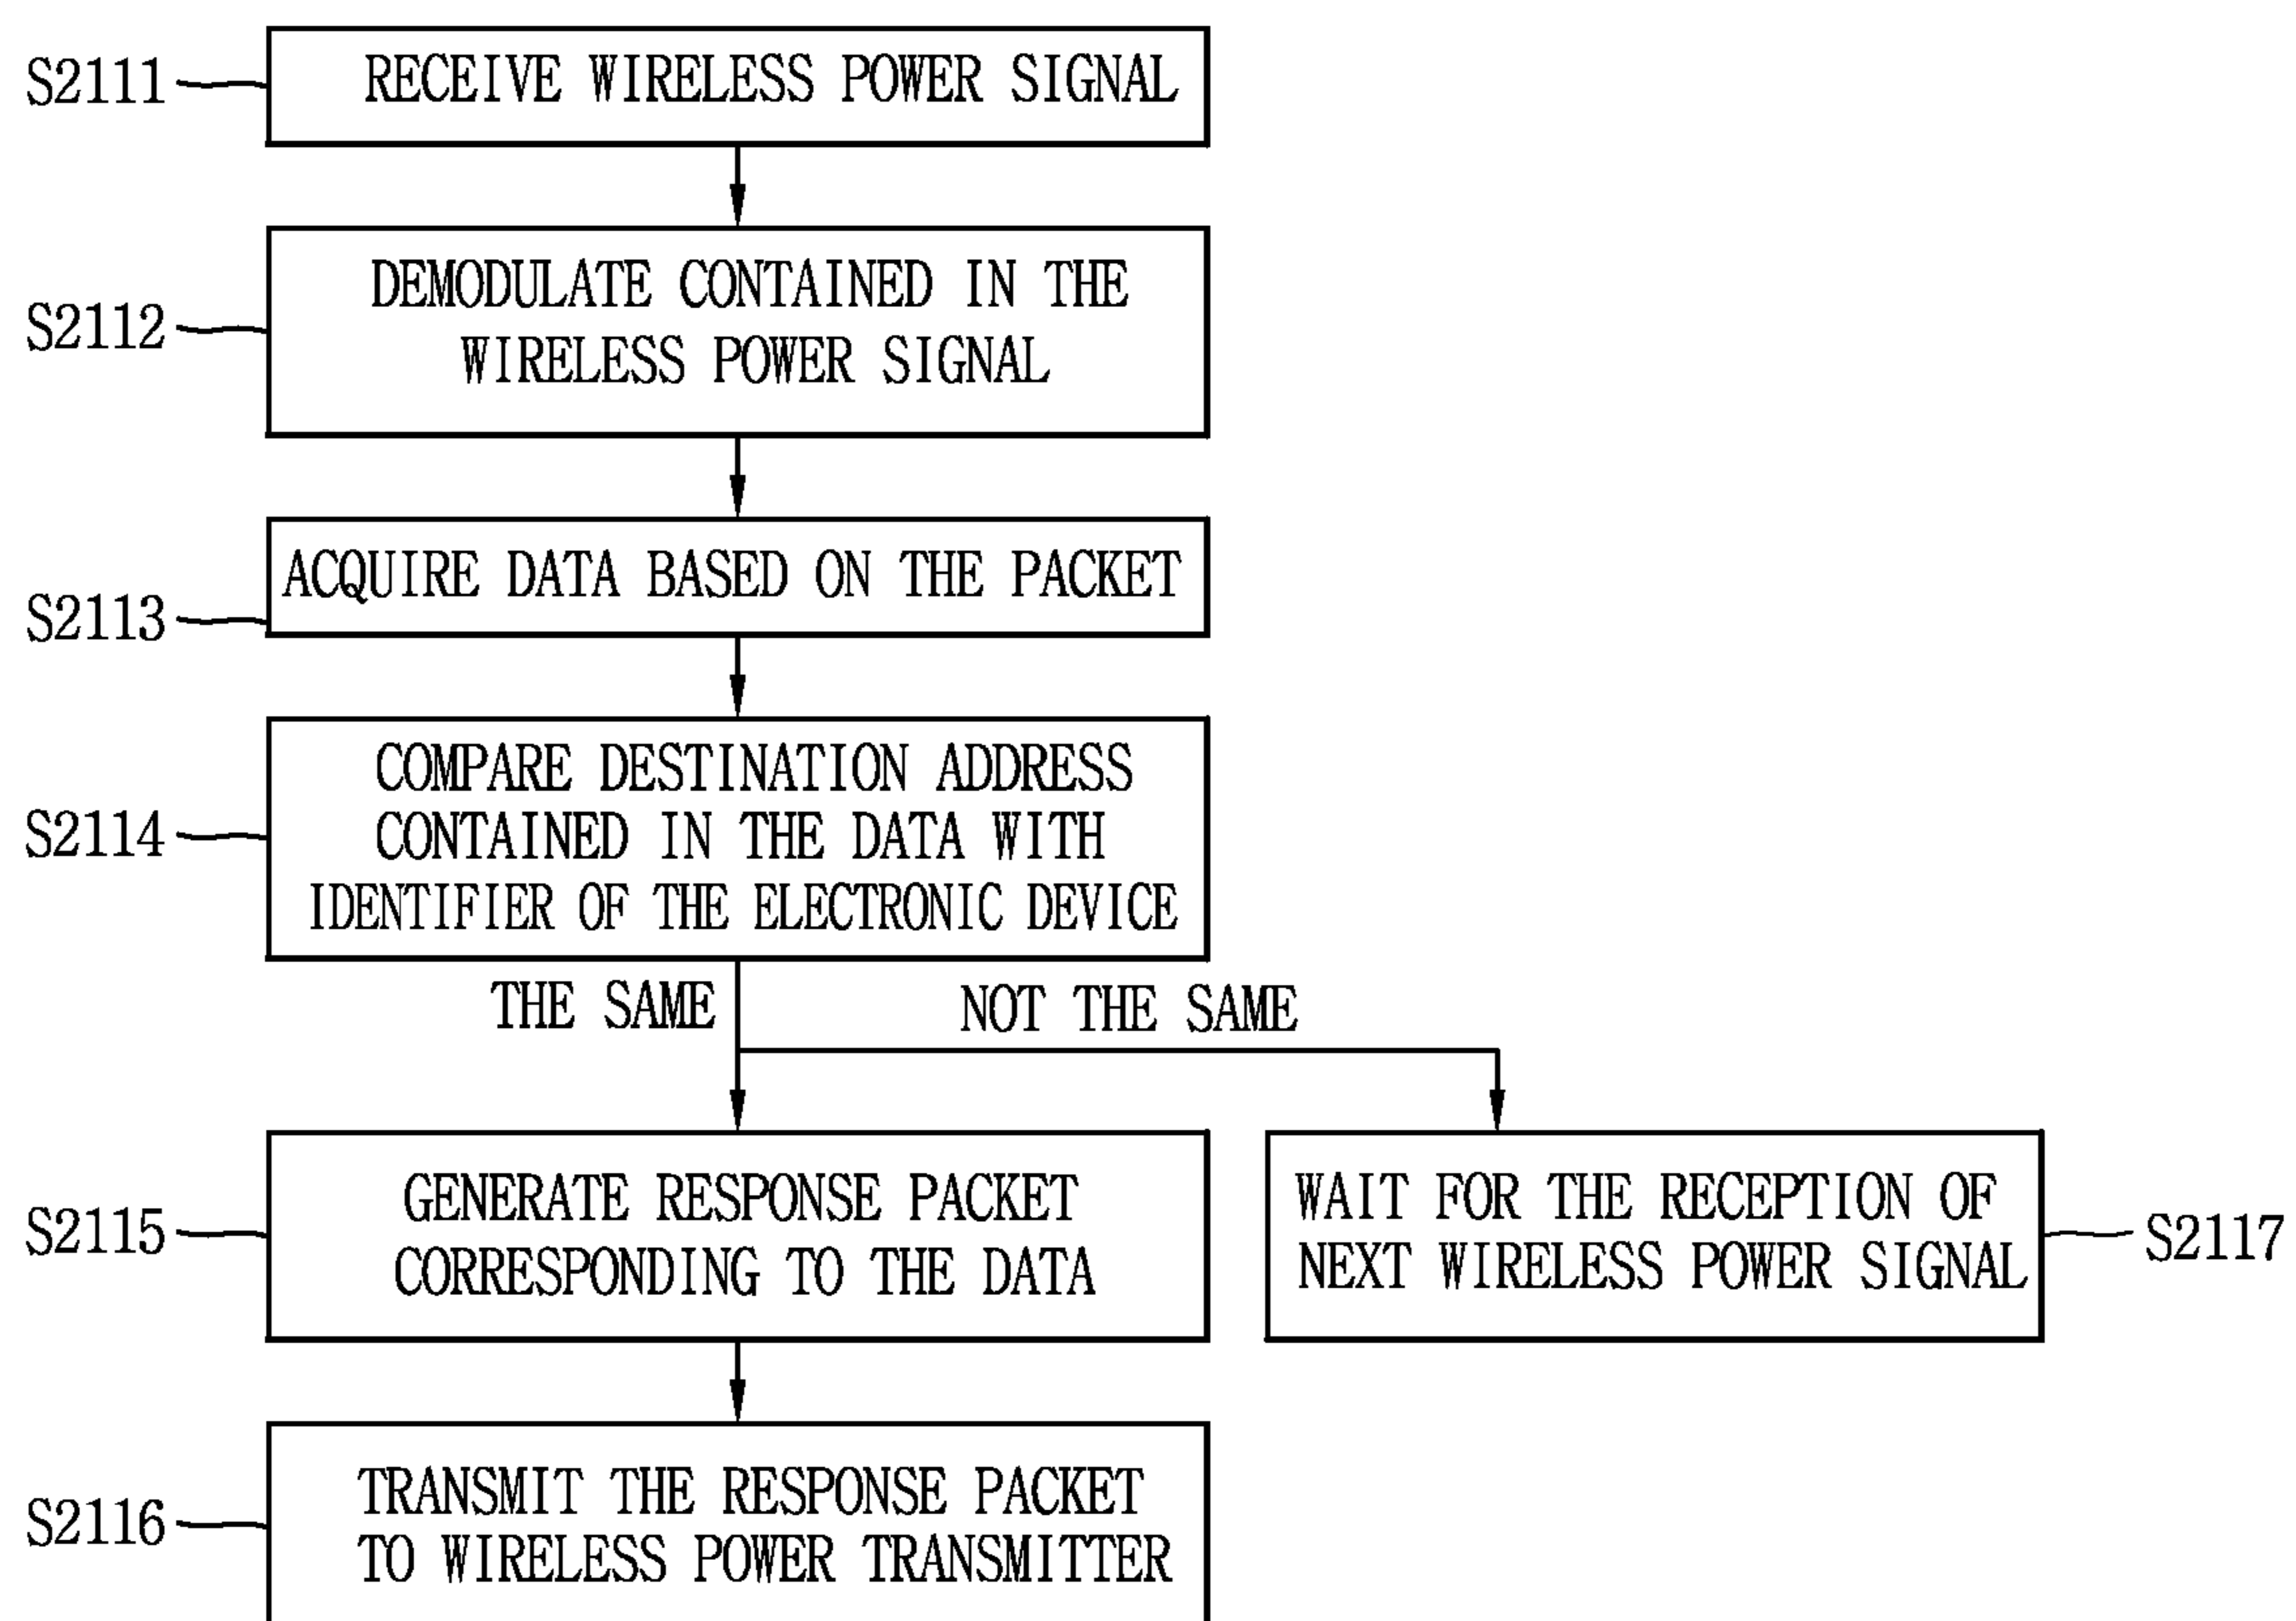 S2111
RECEIVE WIRELESS POWER SIGNAL
S2112
DEMODULATE CONTAINED IN THE
WIRELESS POWER SIGNAL
S2113
ACQUIRE DATA BASED ON THE PACKET
S2114
COMPARE DESTINATION ADDRESS
CONTAINED IN THE DATA WITH
IDENTIFIER OF THE ELECTRONIC DEVICE
THE SAME
NOT THE SAME
S2115
GENERATE RESPONSE PACKET
CORRESPONDING TO THE DATA
WAIT FOR THE RECEPTION OF
NEXT WIRELESS POWER SIGNAL
S2117
S2116
TRANSMIT THE RESPONSE PACKET
TO WIRELESS POWER TRANSMITTER